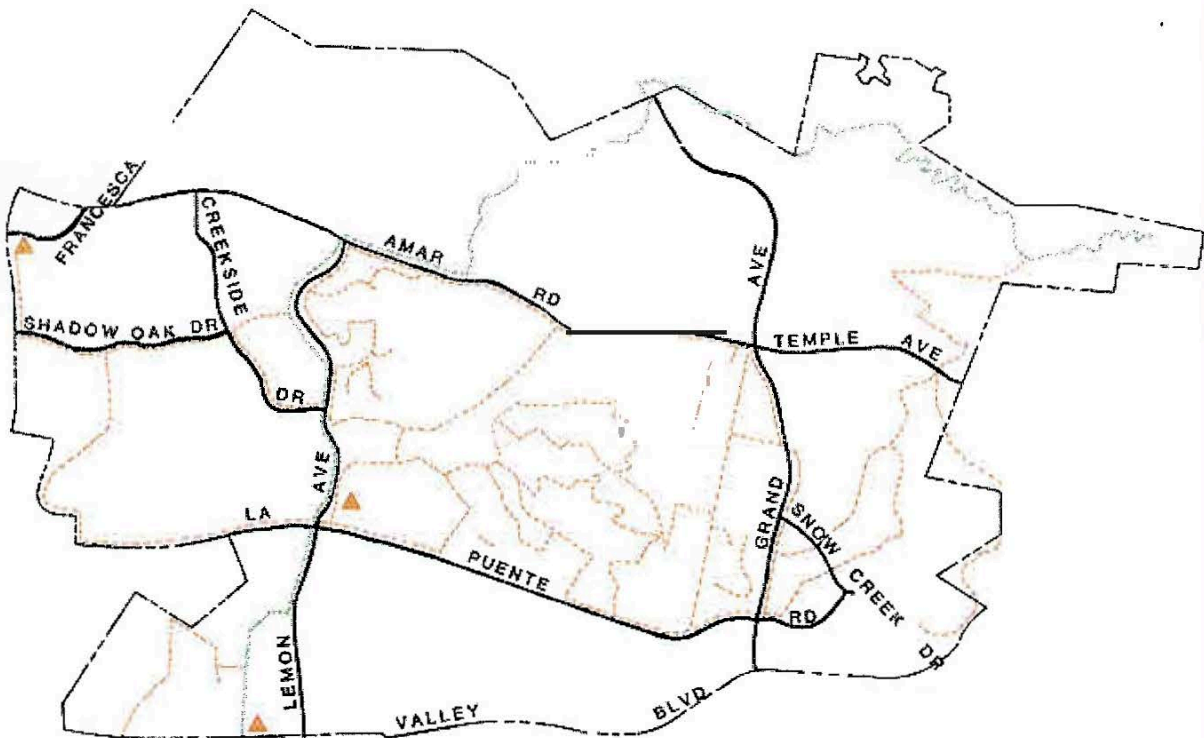 FRANCESCA
CREEKSIDE
DR
AMAR
RD
AVE
SHADOW OAK DR
TEMPLE AVE
LA
PUENTE
RD
AVE
LEMON
GRAND
SNOW
CREEK
DR
VALLEY
BLVD